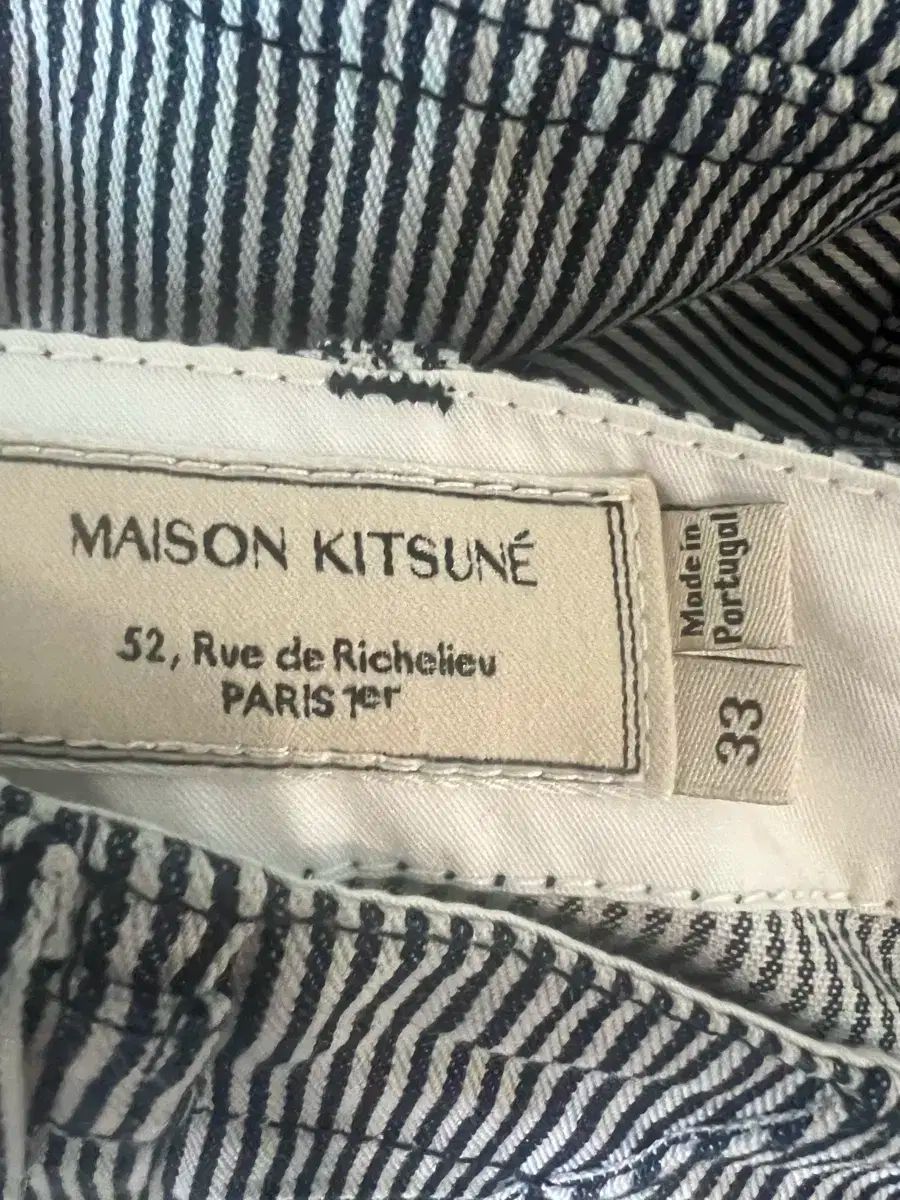 MAISON KITSUNÉ
52, Rue de Richelieu
PARIS 1er
Made in
Portugal
33